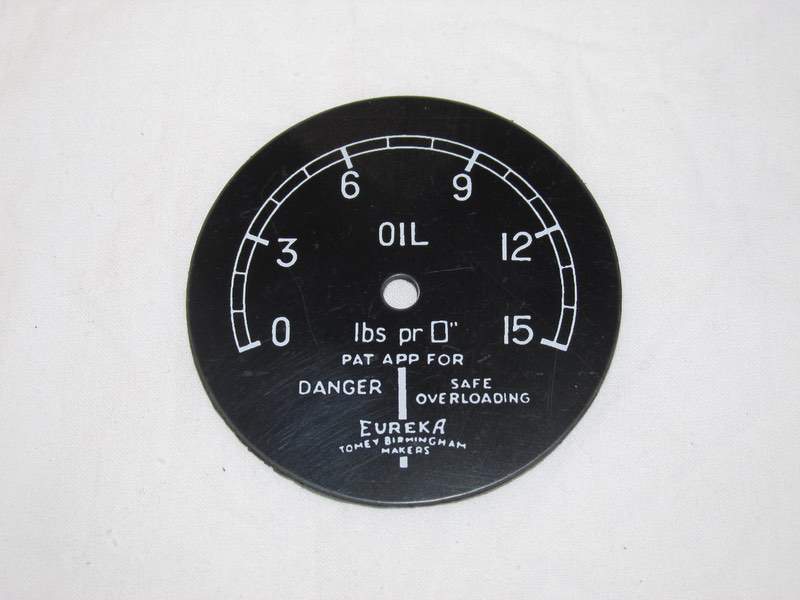 6 9
3 OIL 12
0 lbs pr □" 15
PAT APP FOR
DANGER SAFE
OVERLOADING
EUREKA
TOMEY BIRMINGHAM
MAKERS